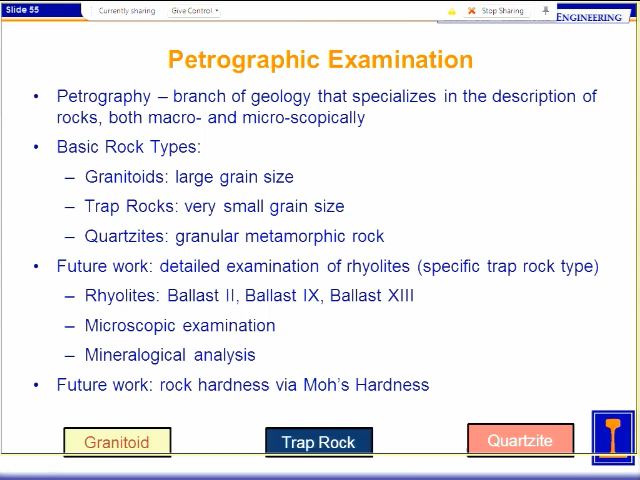 Slide 55
Currently sharing
Give Control
Stop Sharing
ENGINEERING
Petrographic Examination
• Petrography – branch of geology that specializes in the description of
rocks, both macro- and micro-scopically
• Basic Rock Types:
– Granitoids: large grain size
– Trap Rocks: very small grain size
– Quartzites: granular metamorphic rock
• Future work: detailed examination of rhyolites (specific trap rock type)
– Rhyolites: Ballast II, Ballast IX, Ballast XIII
– Microscopic examination
– Mineralogical analysis
• Future work: rock hardness via Moh's Hardness
Granitoid
Trap Rock
Quartzite